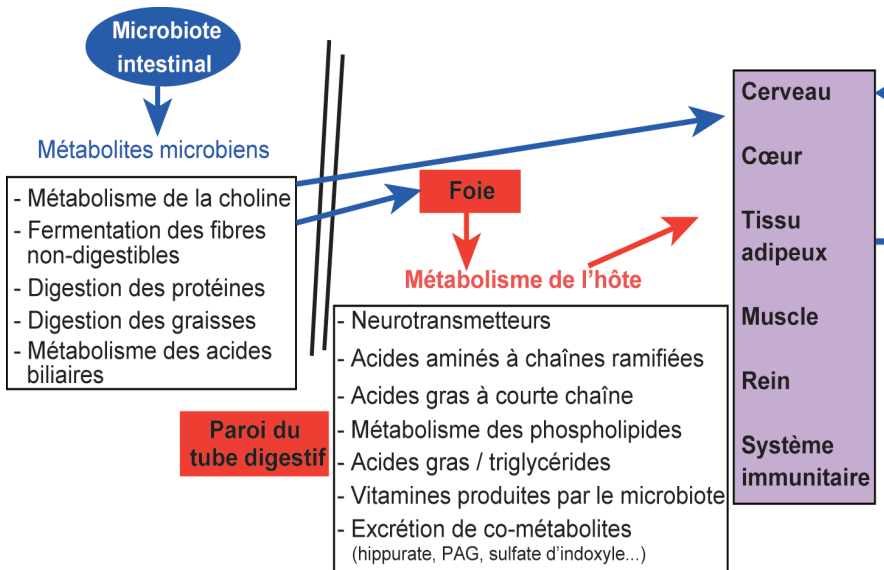 Microbiote
intestinal
Métabolites microbiens
- Métabolisme de la choline
- Fermentation des fibres
non-digestibles
- Digestion des protéines
- Digestion des graisses
- Métabolisme des acides
biliaires
Foie
Métabolisme de l'hôte
Paroi du
tube digestif
- Neurotransmetteurs
- Acides aminés à chaînes ramifiées
- Acides gras à courte chaîne
- Métabolisme des phospholipides
- Acides gras / triglycérides
- Vitamines produites par le microbiote
- Excrétion de co-métabolites
(hippurate, PAG, sulfate d'indoxyle...)
Cerveau
Cœur
Tissu
adipeux
Muscle
Rein
Système
immunitaire